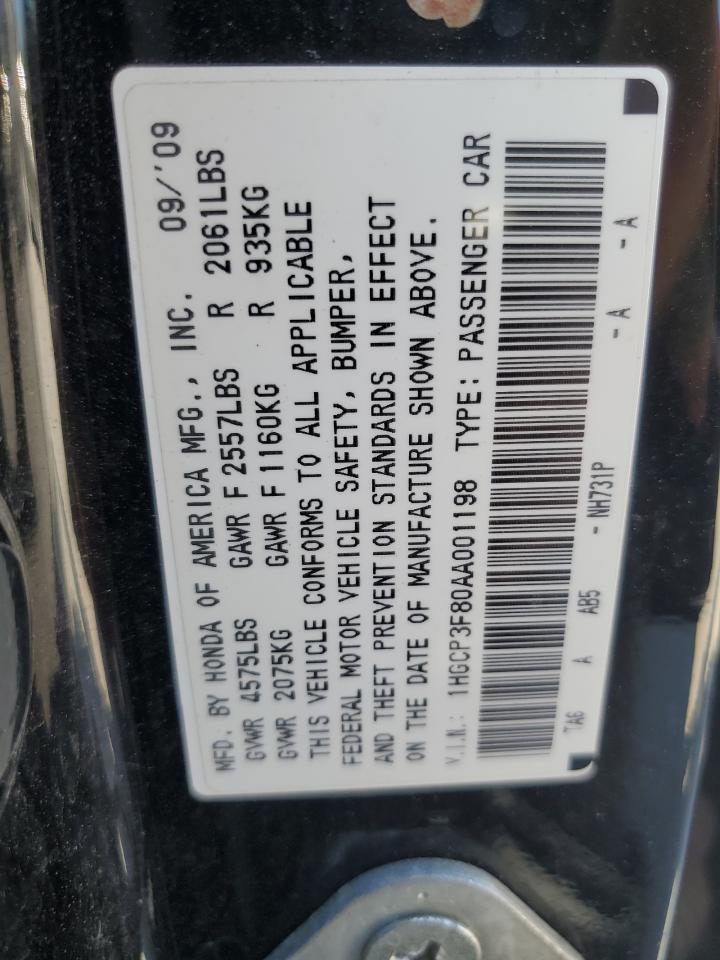 MFD. BY HONDA OF AMERICA MFG., INC. 09/'09
GVWR 4575LBS GAWR F 2557LBS R 2061LBS
GVWR 2075KG GAWR F 1160KG R 935KG
THIS VEHICLE CONFORMS TO ALL APPLICABLE
FEDERAL MOTOR VEHICLE SAFETY, BUMPER,
AND THEFT PREVENTION STANDARDS IN EFFECT
ON THE DATE OF MANUFACTURE SHOWN ABOVE.
V.I.N.: 1HGCP3F80AA001198 TYPE: PASSENGER CAR
TA6 A AB5 - NH731P - A - A